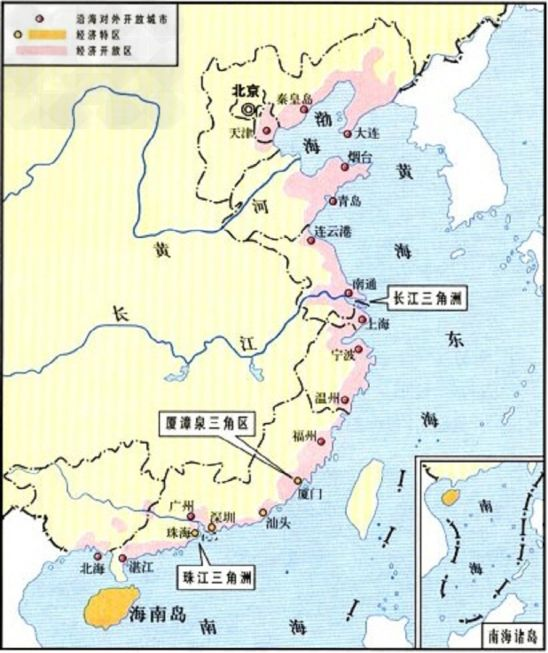 沿海对外开放城市
经济特区
经济开放区
北京
秦皇岛
天津
渤海
大连
烟台
黄海
青岛
黄河
连云港
南通
长江三角洲
长江
上海
东海
宁波
温州
厦漳泉三角区
福州
厦门
广州
深圳
汕头
珠海
珠江三角洲
北海
湛江
海南岛
南海
南海
南海诸岛